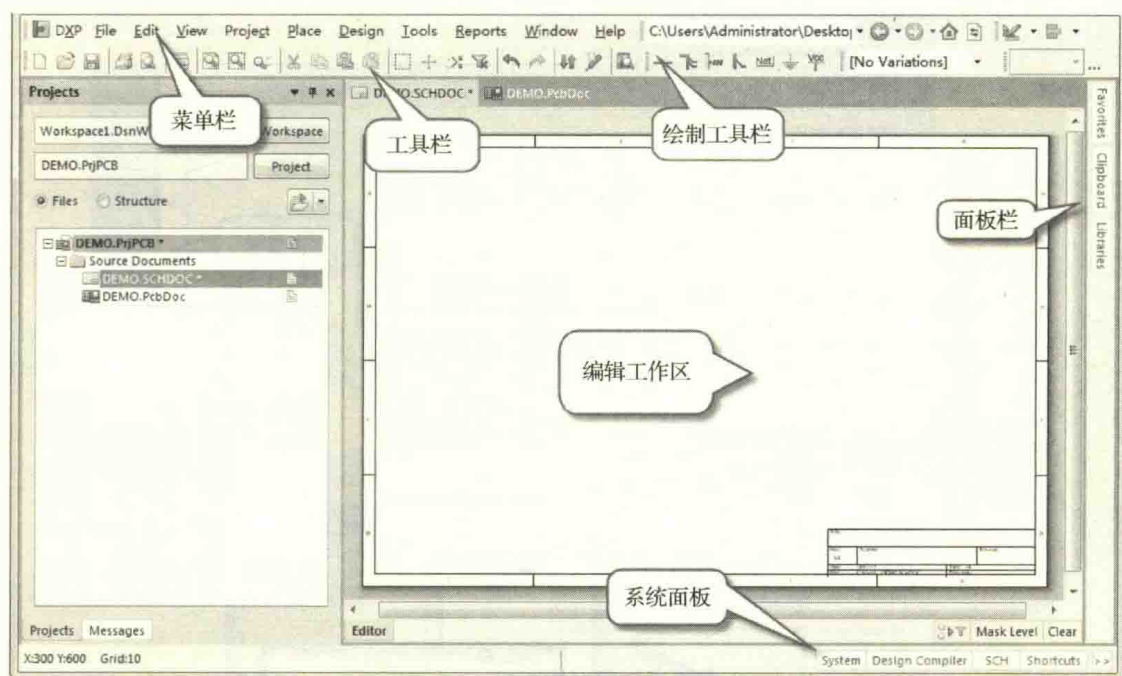 DXP File Edit View Project Place Design Tools Reports Window Help C:\Users\Administrator\Desktop
[No Variations]
...
Projects
DEMO.SCHDOC * DEMO.PcbDoc
菜单栏
工具栏
绘制工具栏
Workspace1.DsnW Workspace
DEMO.PrjPCB Project
Files Structure
DEMO.PrjPCB *
Source Documents
DEMO.SCHDOC *
DEMO.PcbDoc
Favorites
Clipboard
Libraries
面板栏
编辑工作区
系统面板
Projects Messages
Editor
Mask Level Clear
X:300 Y:600 Grid:10
System Design Compiler SCH Shortcuts >>